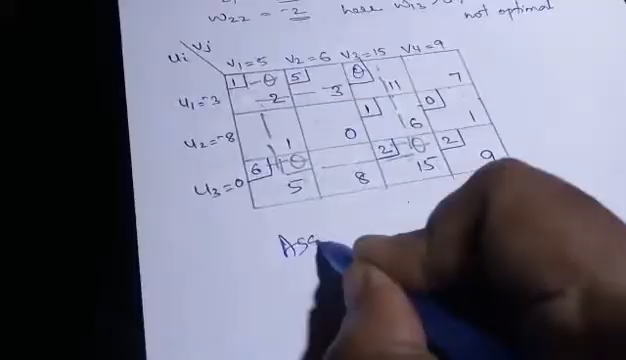 w₂₂ = -2 here w₁₃ >
not optimal
ui vj v₁=5 v₂=6 v₃=15 v₄=9
u₁=-3 1 -θ 2 5 3 θ 11 7
u₂=-8 1 0 1 6 0 1
u₃=0 6 +θ 5 8 2 -θ 15 2 9
Ass